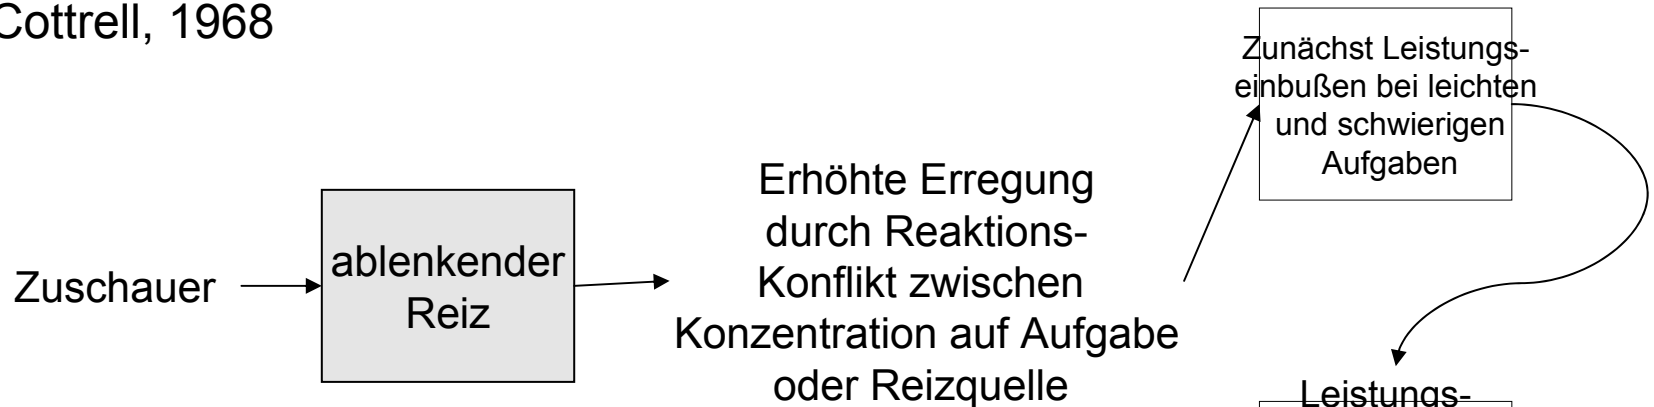 Cottrell, 1968
Zunächst Leistungs-
einbußen bei leichten
und schwierigen
Aufgaben
Zuschauer
ablenkender
Reiz
Erhöhte Erregung
durch Reaktions-
Konflikt zwischen
Konzentration auf Aufgabe
oder Reizquelle
Leistungs-